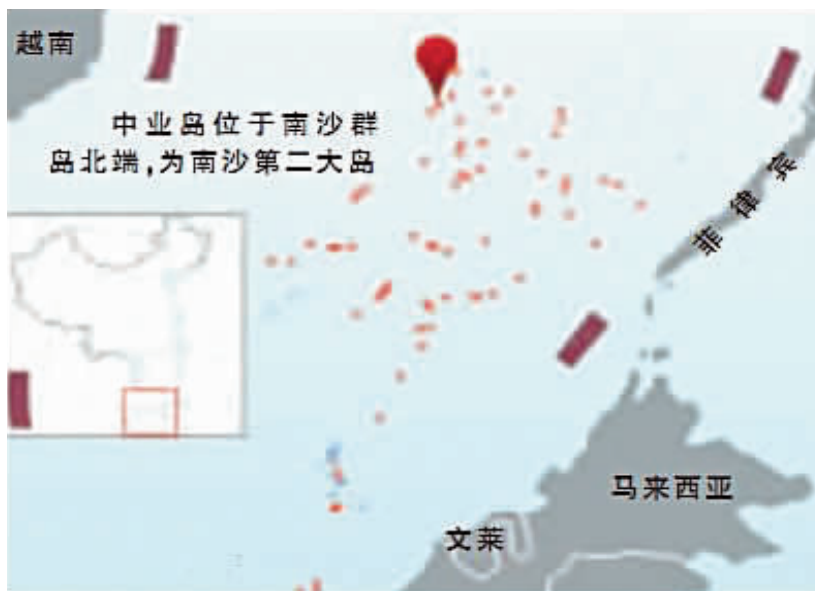 越南
中业岛位于南沙群
岛北端,为南沙第二大岛
菲律宾
马来西亚
文莱